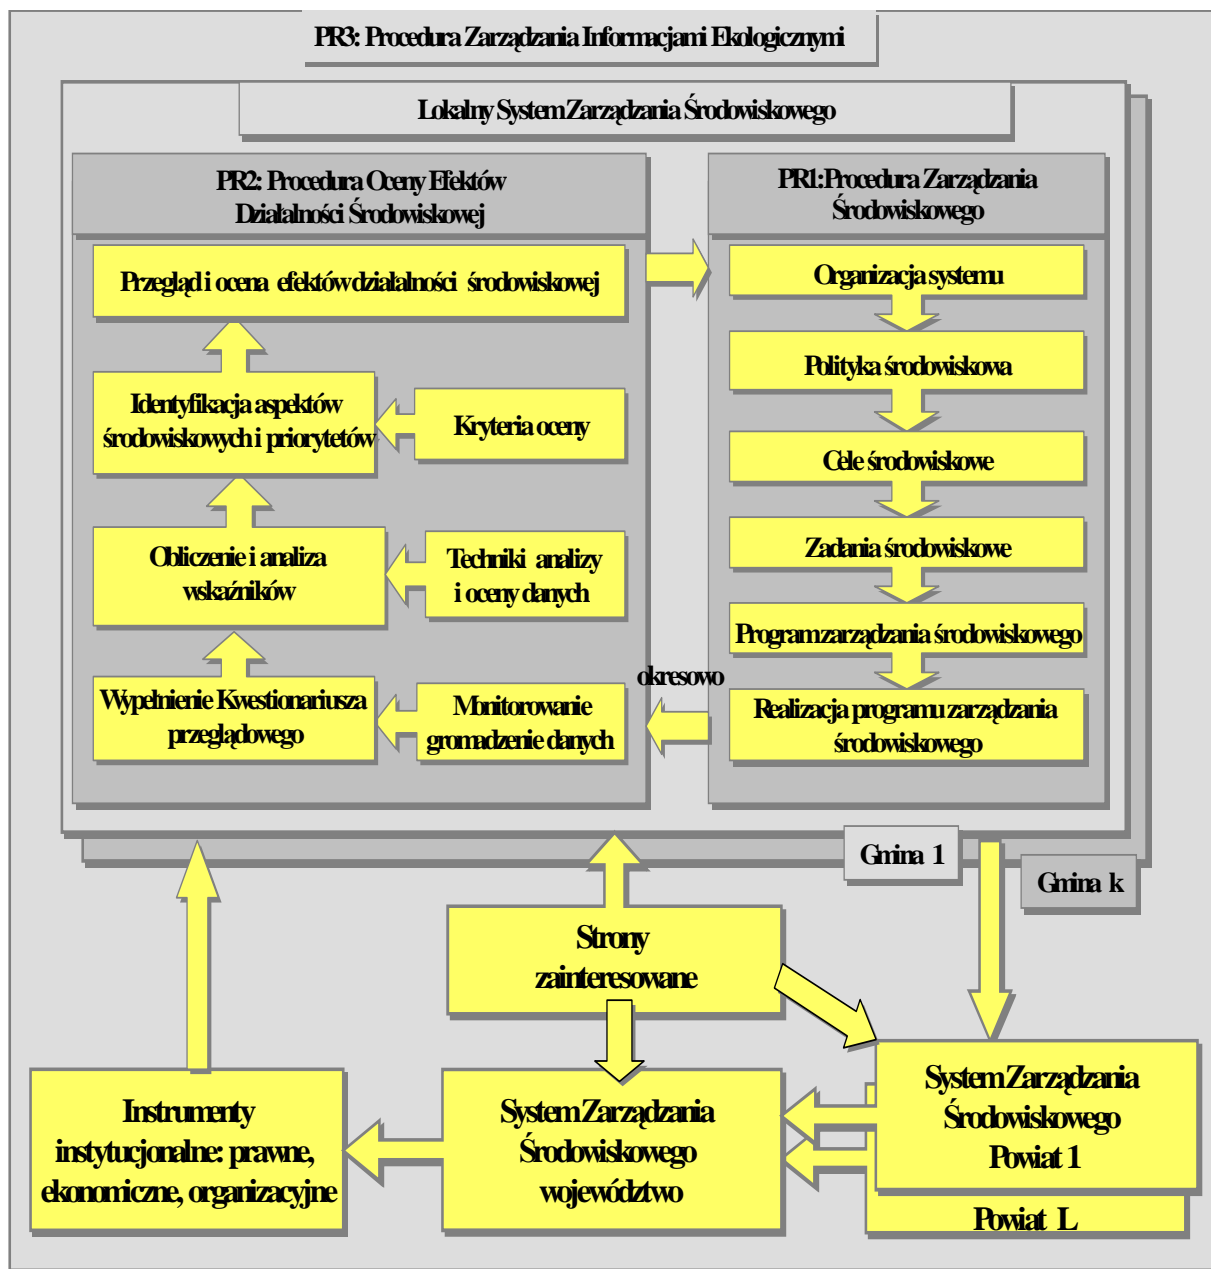 PR3: Procedura Zarządzania Informacjami Ekologicznymi
Lokalny System Zarządzania Środowiskowego
PR2: Procedura Oceny Efektów
Działalności Środowiskowej
Przegląd i ocena efektów działalności środowiskowej
Identyfikacja aspektów
środowiskowych i priorytetów
Kryteria oceny
Obliczenie i analiza
wskaźników
Techniki analizy
i oceny danych
Wypełnienie Kwestionariusza
przeglądowego
Monitorowanie
gromadzenie danych
okresowo
PR1:Procedura Zarządzania
Środowiskowego
Organizacja systemu
Polityka środowiskowa
Cele środowiskowe
Zadania środowiskowe
Program zarządzania środowiskowego
Realizacja programu zarządzania
środowiskowego
Gmina 1
Gmina k
Strony
zainteresowane
Instrumenty
instytucjonalne: prawne,
ekonomiczne, organizacyjne
System Zarządzania
Środowiskowego
województwo
System Zarządzania
Środowiskowego
Powiat 1
Powiat L